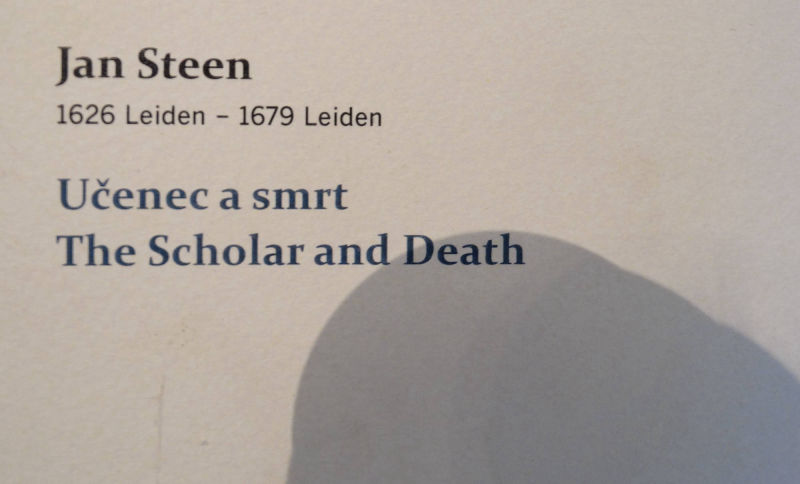 Jan Steen
1626 Leiden – 1679 Leiden
Učenec a smrt
The Scholar and Death